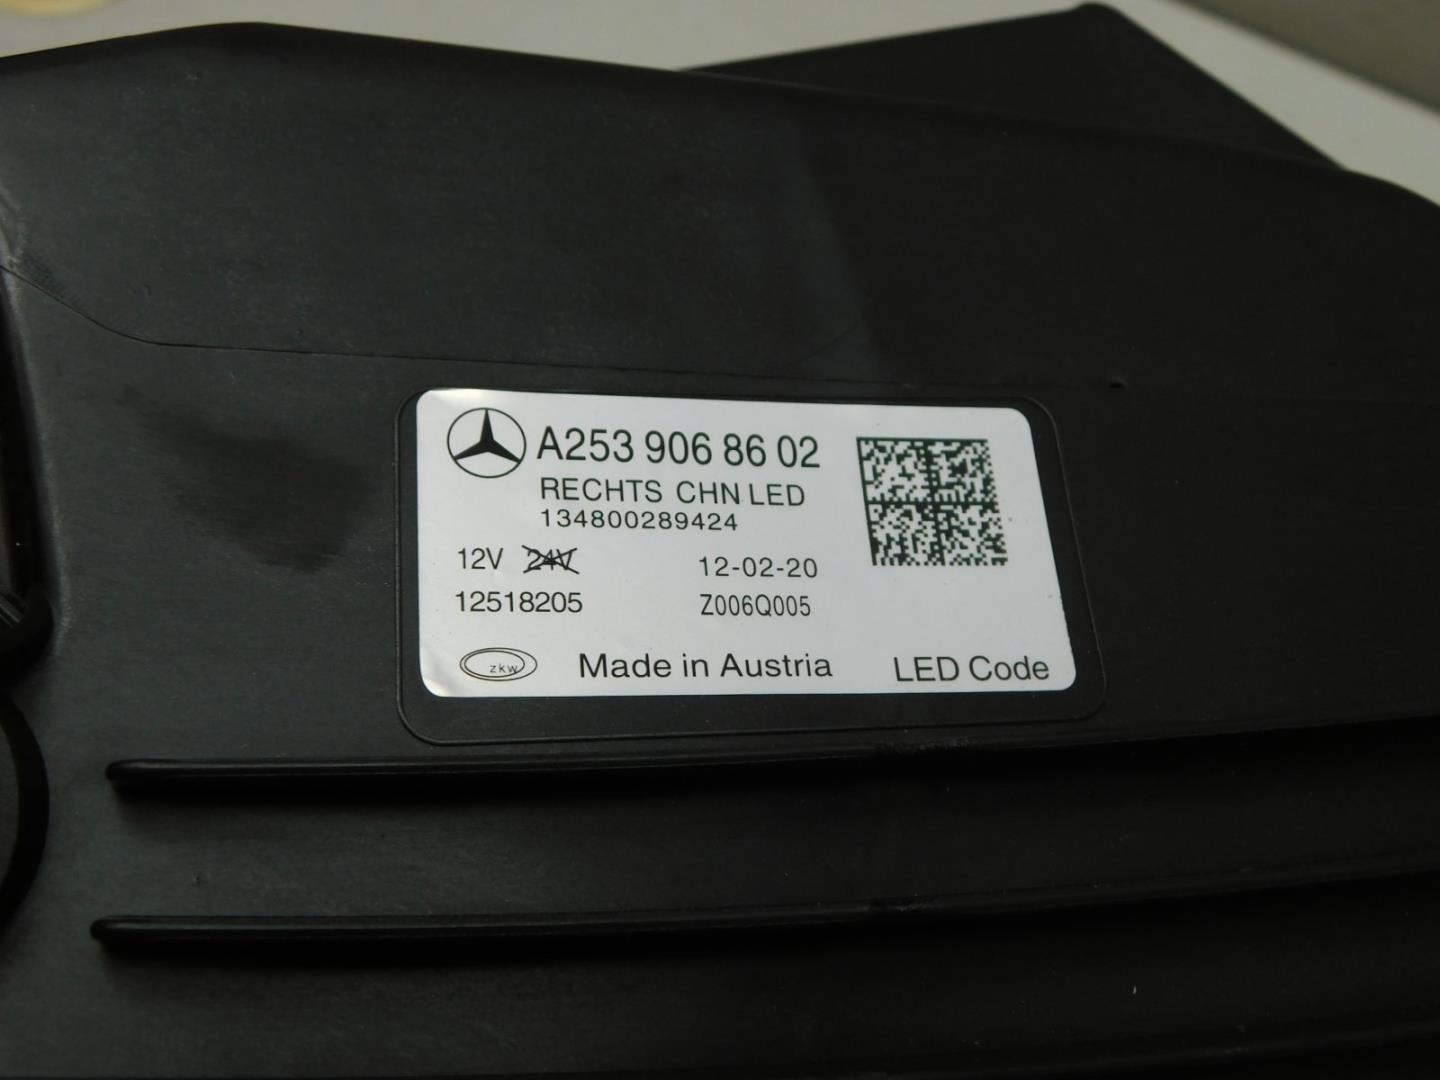 A253 906 86 02
RECHTS CHN LED
134800289424
12V 24V 12-02-20
12518205 Z006Q005
zkw Made in Austria LED Code